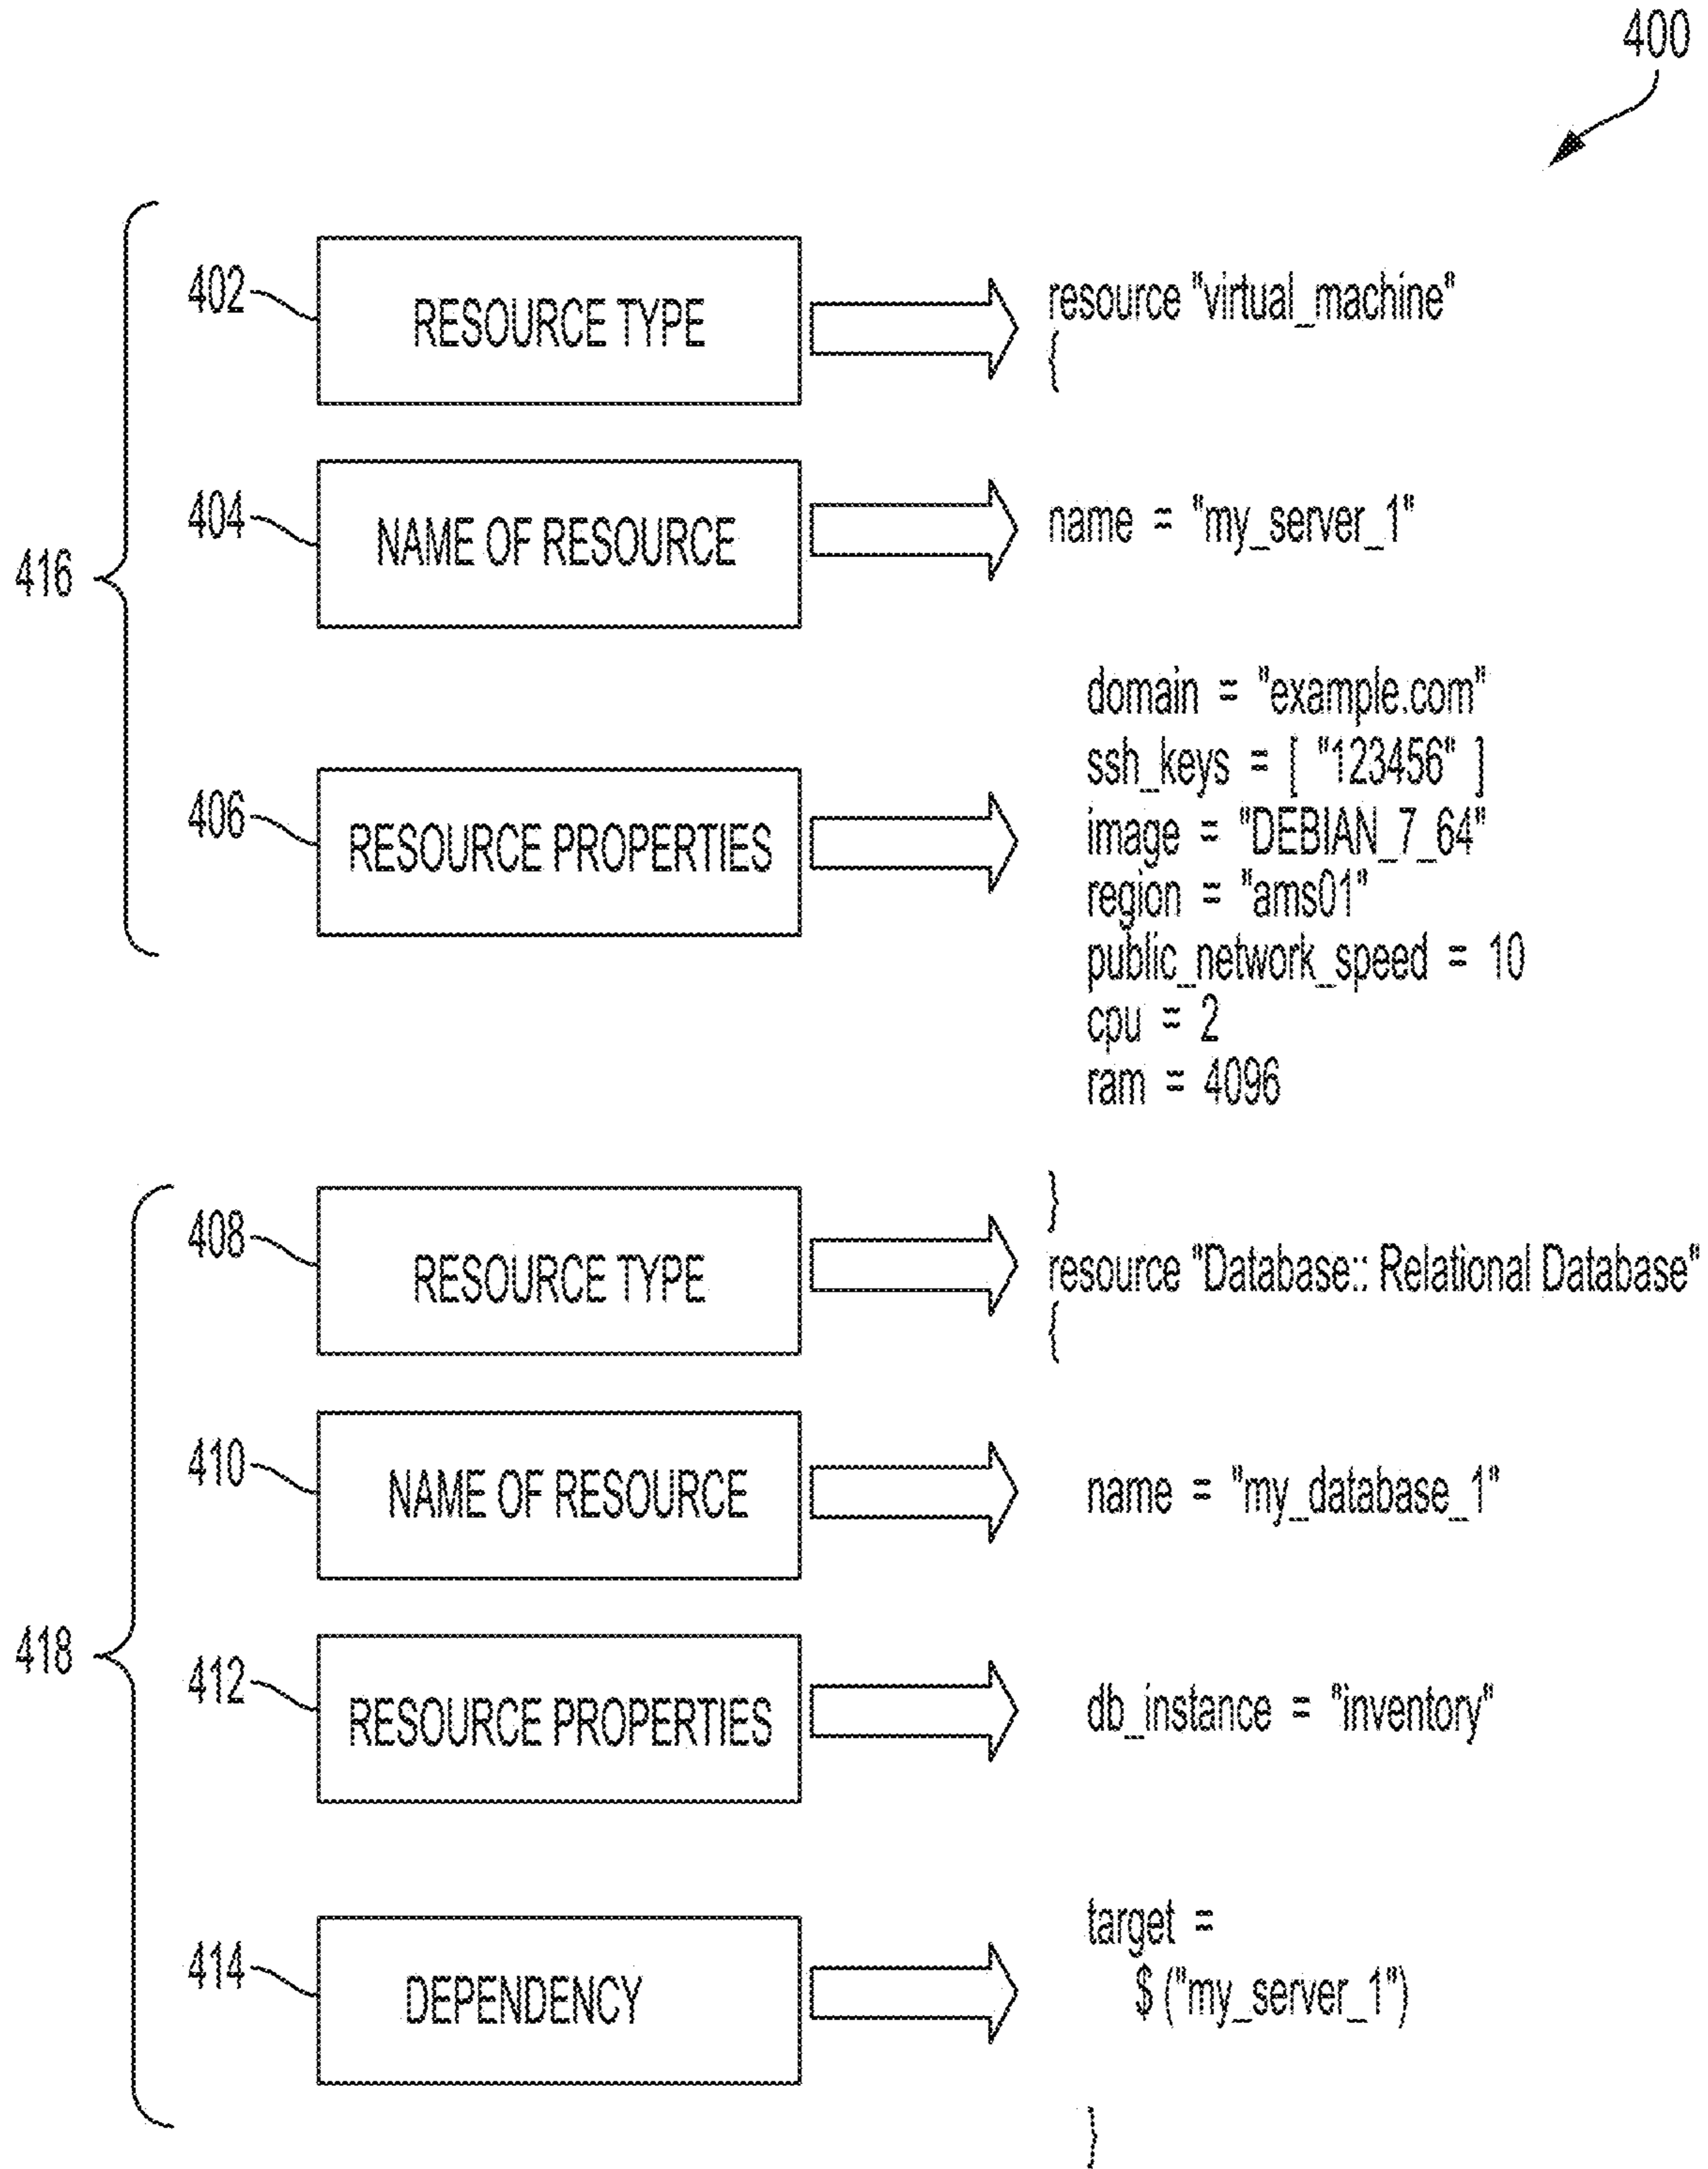 400
402
RESOURCE TYPE
resource "virtual_machine"
{
404
NAME OF RESOURCE
name = "my_server_1"
416
406
RESOURCE PROPERTIES
domain = "example.com"
ssh_keys = [ "123456" ]
image = "DEBIAN_7_64"
region = "ams01"
public_network_speed = 10
cpu = 2
ram = 4096
408
RESOURCE TYPE
}
resource "Database:: Relational Database"
{
410
NAME OF RESOURCE
name = "my_database_1"
418
412
RESOURCE PROPERTIES
db_instance = "inventory"
414
DEPENDENCY
target =
$ ("my_server_1")
}